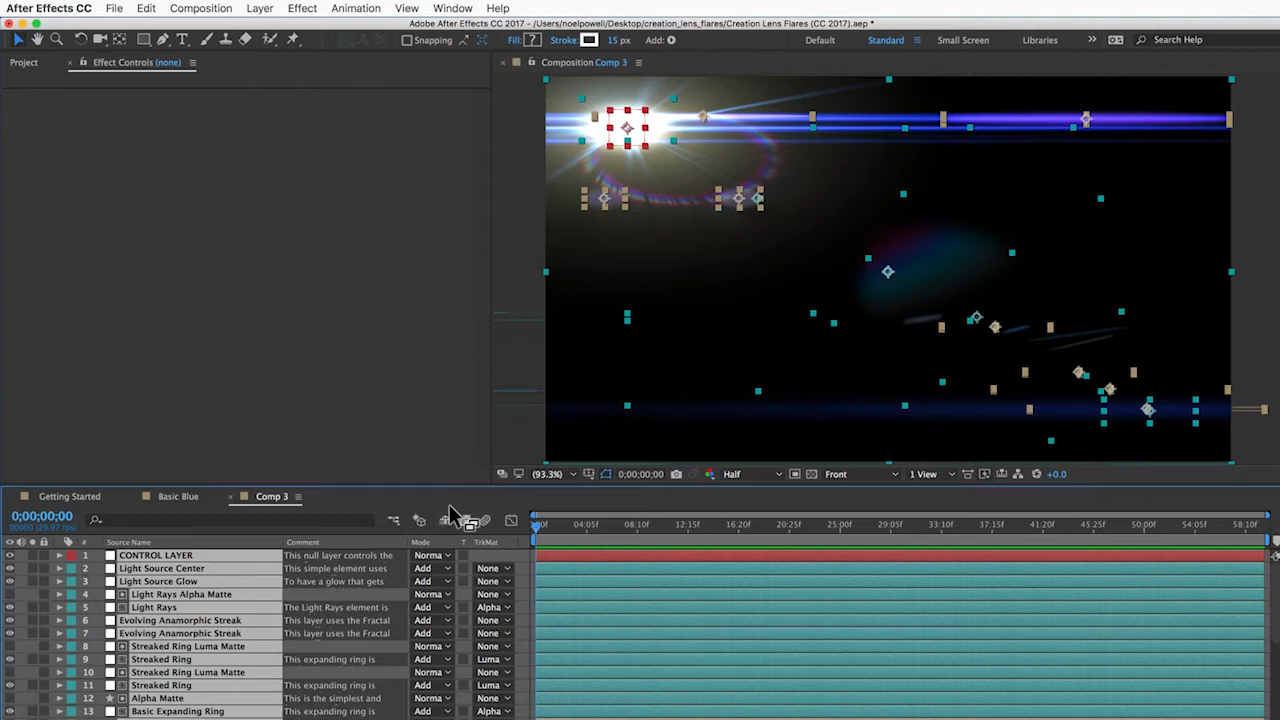 After Effects CC File Edit Composition Layer Effect Animation View Window Help
Adobe After Effects CC 2017 - /Users/noelpowell/Desktop/creation_lens_flares/Creation Lens Flares (CC 2017).aep *
Snapping Fill: ? Stroke: 15 px Add: Default Standard Small Screen Libraries >> Search Help
Project × Effect Controls (none) × Composition Comp 3
(93.3%) 0;00;00;00 Half Front 1 View +0.0
Getting Started Basic Blue × Comp 3
0;00;00;00
00000 (29.97 fps)
:00f 04:05f 08:10f 12:15f 16:20f 20:25f 25:00f 29:05f 33:10f 37:15f 41:20f 45:25f 50:00f 54:05f 58:10f
# Source Name Comment Mode T TrkMat
1 CONTROL LAYER This null layer controls the Norma
2 Light Source Center This simple element uses Add None
3 Light Source Glow To have a glow that gets Add None
4 Light Rays Alpha Matte Norma None
5 Light Rays The Light Rays element is Add Alpha
6 Evolving Anamorphic Streak This layer uses the Fractal Add None
7 Evolving Anamorphic Streak This layer uses the Fractal Add None
8 Streaked Ring Luma Matte Norma None
9 Streaked Ring This expanding ring is Add Luma
10 Streaked Ring Luma Matte Norma None
11 Streaked Ring This expanding ring is Add Luma
12 Alpha Matte This is the simplest and Norma None
13 Basic Expanding Ring This expanding ring is Add Alpha